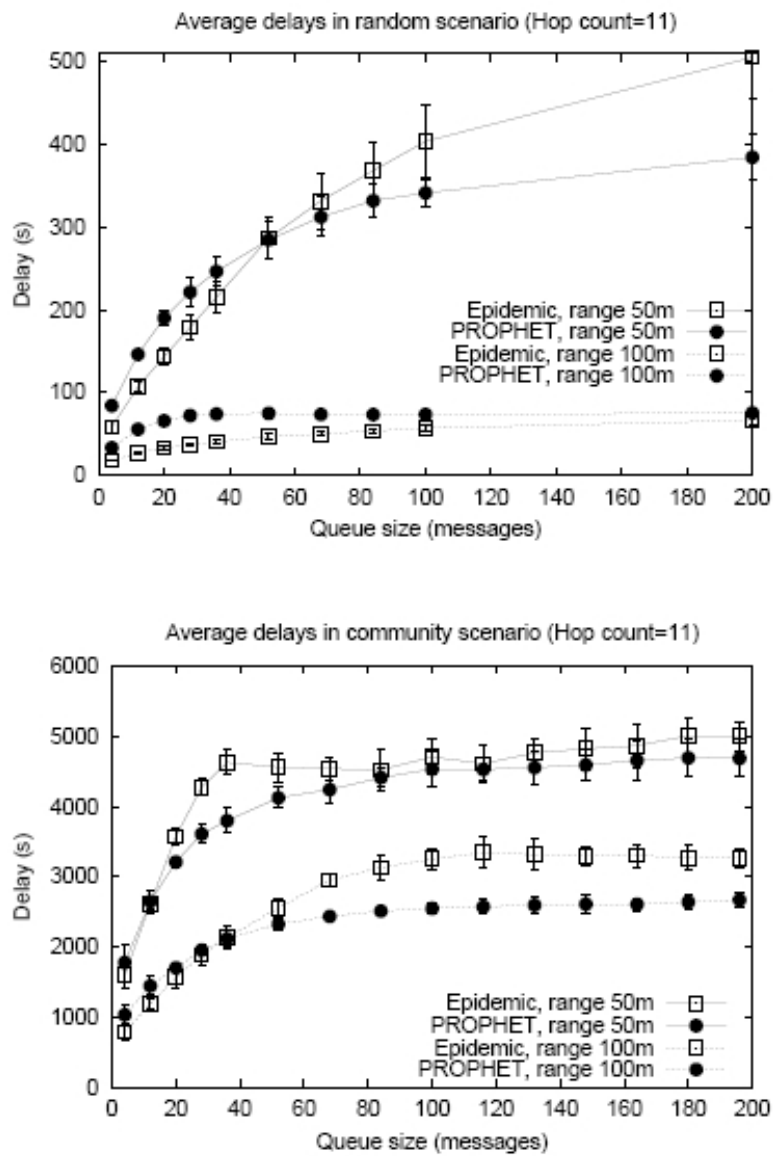 Average delays in random scenario (Hop count=11)
500
400
300
200
100
0
Delay (s)
Epidemic, range 50m
PROPHET, range 50m
Epidemic, range 100m
PROPHET, range 100m
0 20 40 60 80 100 120 140 160 180 200
Queue size (messages)
Average delays in community scenario (Hop count=11)
6000
5000
4000
3000
2000
1000
0
Delay (s)
Epidemic, range 50m
PROPHET, range 50m
Epidemic, range 100m
PROPHET, range 100m
0 20 40 60 80 100 120 140 160 180 200
Queue size (messages)